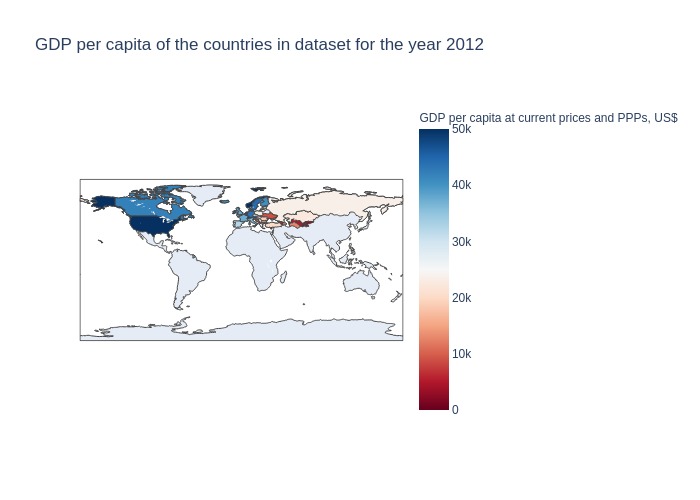 GDP per capita of the countries in dataset for the year 2012
GDP per capita at current prices and PPPs, US$
50k
40k
30k
20k
10k
0